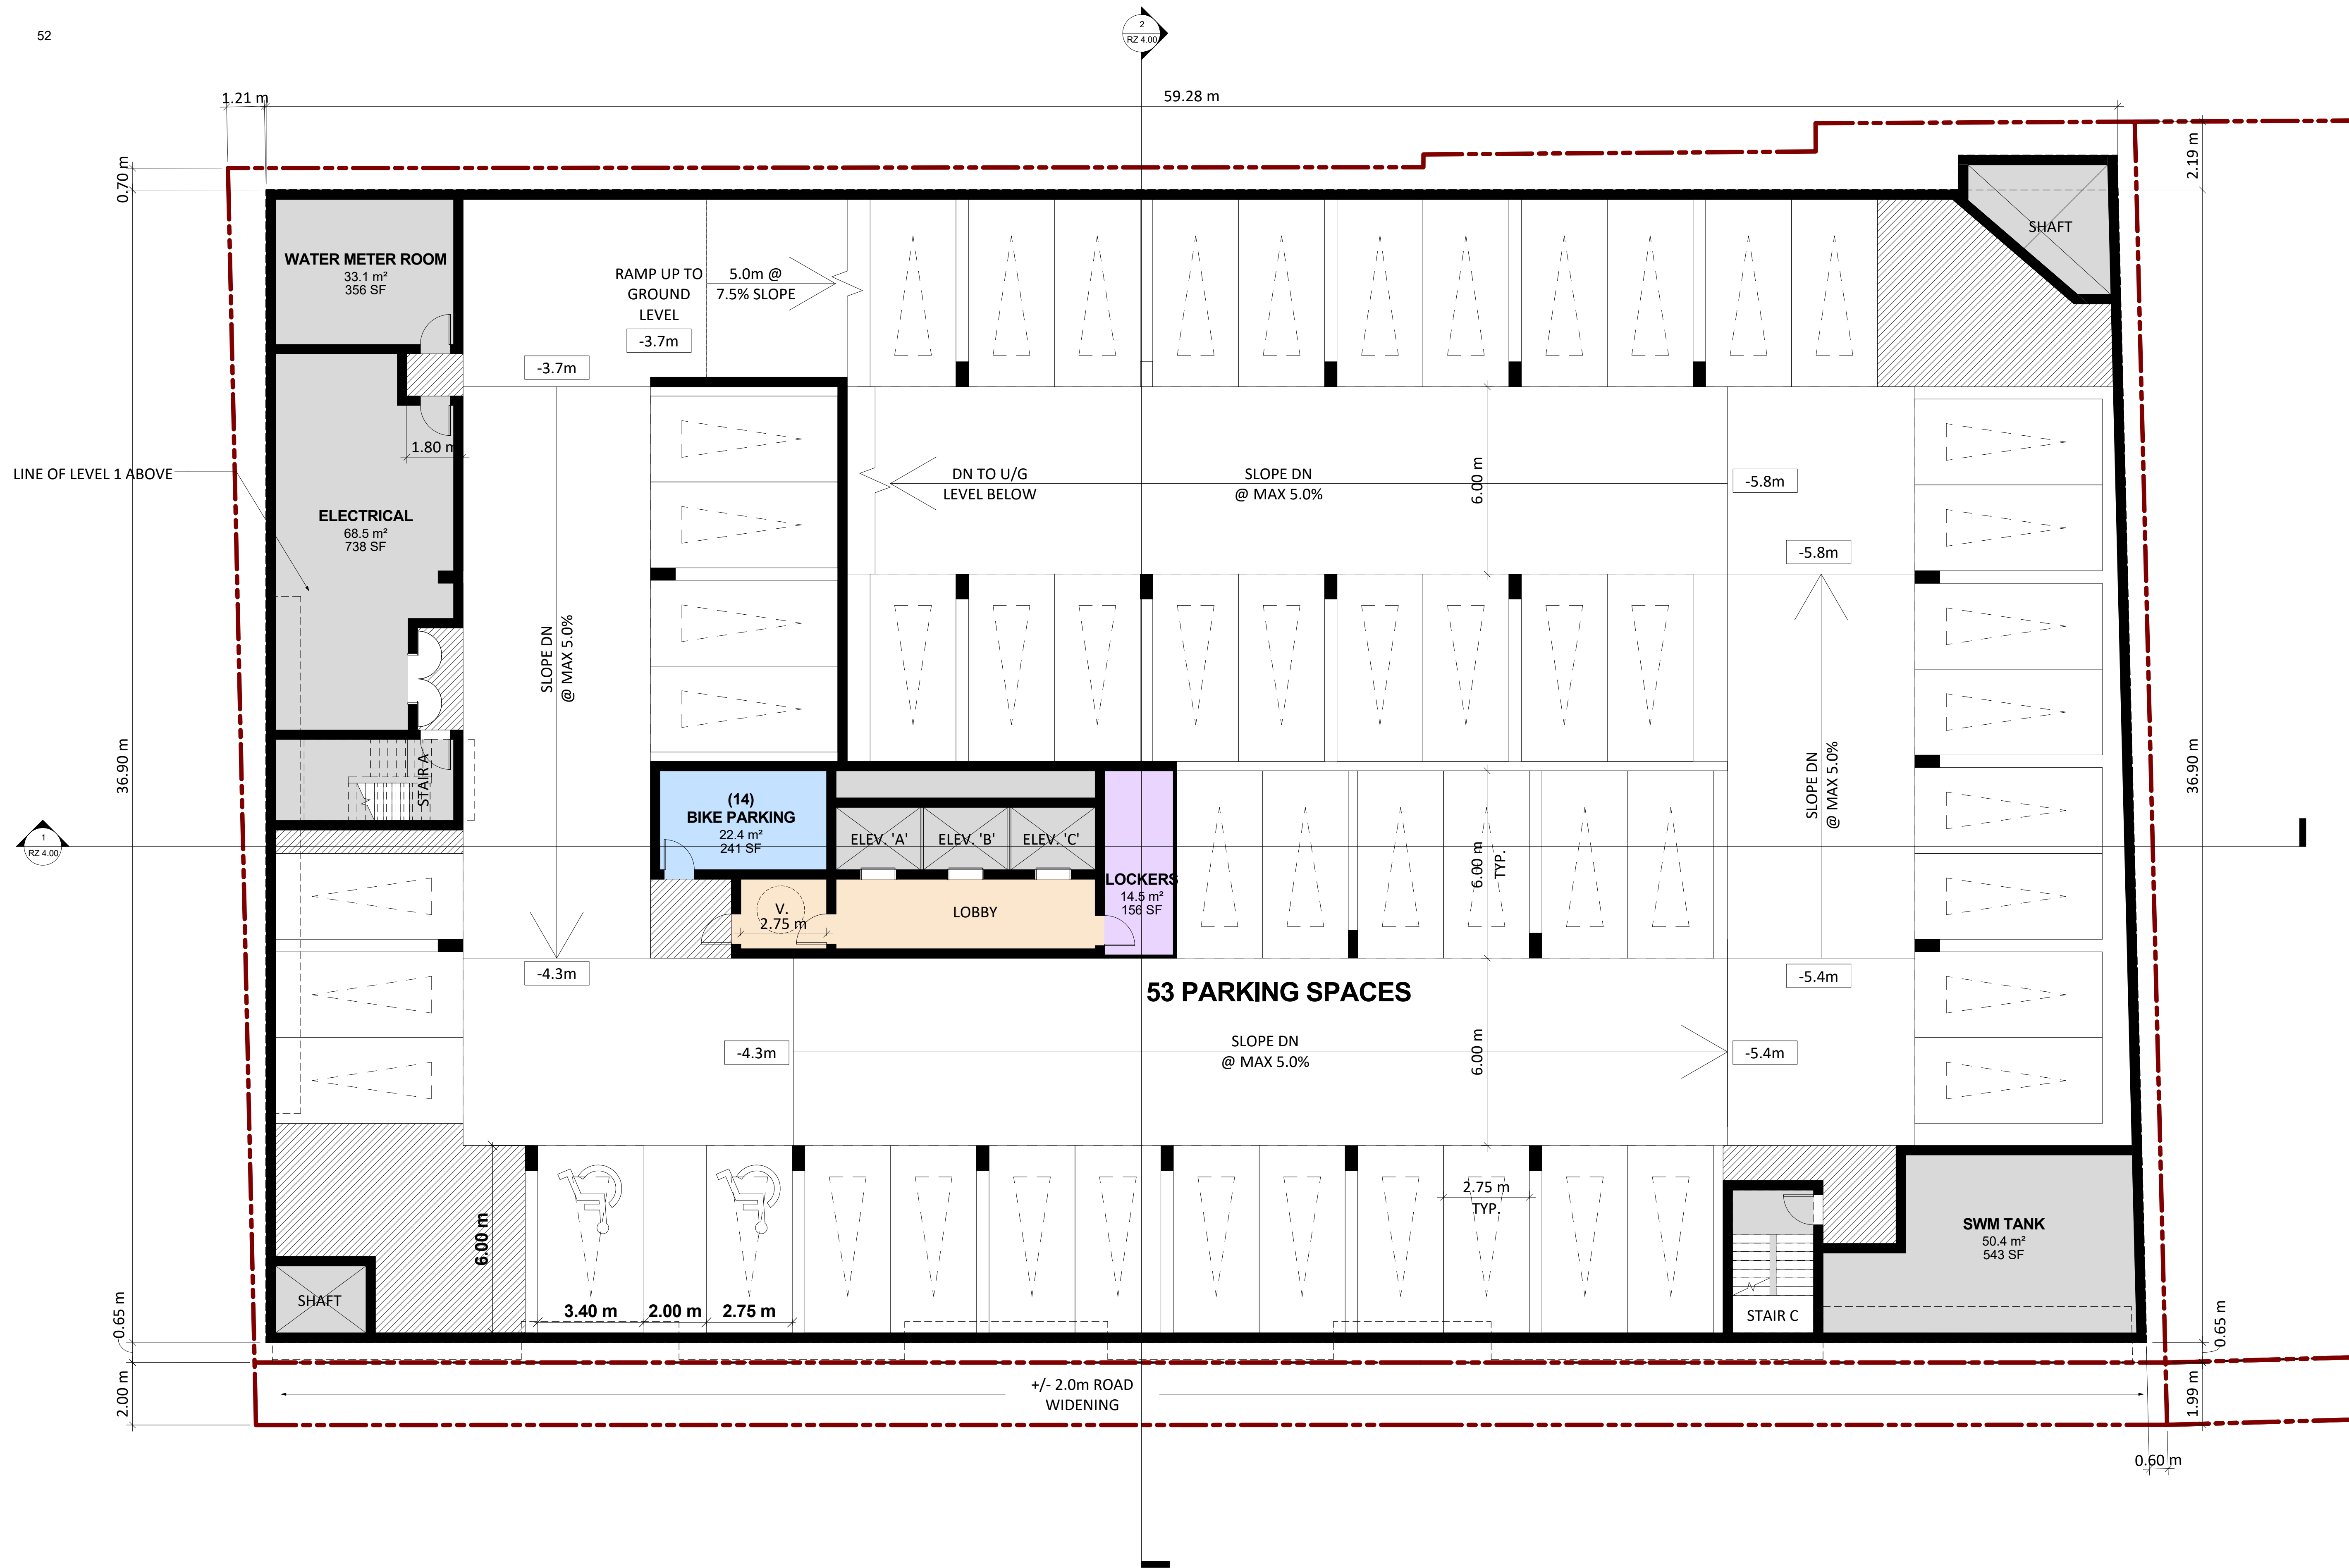 52
2
RZ 4.00
1.21 m
59.28 m
0.70 m
2.19 m
WATER METER ROOM
33.1 m²
356 SF
RAMP UP TO
GROUND
LEVEL
-3.7m
5.0m @
7.5% SLOPE
SHAFT
-3.7m
1.80 m
LINE OF LEVEL 1 ABOVE
DN TO U/G
LEVEL BELOW
SLOPE DN
@ MAX 5.0%
6.00 m
-5.8m
ELECTRICAL
68.5 m²
738 SF
-5.8m
SLOPE DN
@ MAX 5.0%
36.90 m
STAIR A
SLOPE DN
@ MAX 5.0%
36.90 m
(14)
BIKE PARKING
22.4 m²
241 SF
ELEV. 'A'
ELEV. 'B'
ELEV. 'C'
1
RZ 4.00
LOCKERS
14.5 m²
156 SF
6.00 m
TYP.
V.
2.75 m
LOBBY
-4.3m
-5.4m
53 PARKING SPACES
-4.3m
SLOPE DN
@ MAX 5.0%
6.00 m
-5.4m
2.75 m
TYP.
6.00 m
SWM TANK
50.4 m²
543 SF
SHAFT
3.40 m
2.00 m
2.75 m
STAIR C
0.65 m
0.65 m
+/- 2.0m ROAD
WIDENING
2.00 m
1.99 m
0.60 m